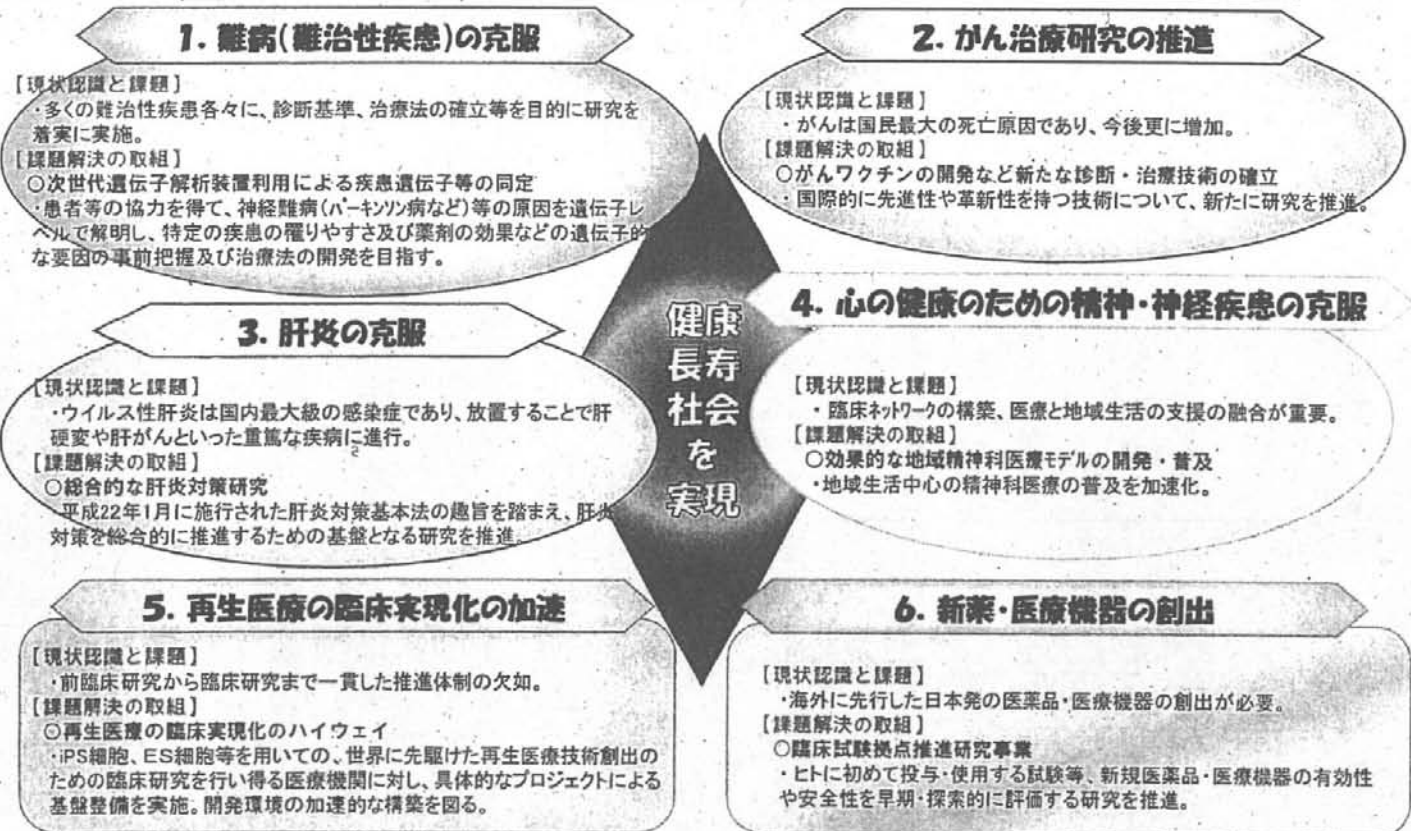 1. 難病(難治性疾患)の克服
【現状認識と課題】
・多くの難治性疾患各々に、診断基準、治療法の確立等を目的に研究を
着実に実施。
【課題解決の取組】
○次世代遺伝子解析装置利用による疾患遺伝子等の同定
・患者等の協力を得て、神経難病(パーキンソン病など)等の原因を遺伝子レ
ベルで解明し、特定の疾患の罹りやすさ及び薬剤の効果などの遺伝子的
な要因の事前把握及び治療法の開発を目指す。
2. がん治療研究の推進
【現状認識と課題】
・がんは国民最大の死亡原因であり、今後更に増加。
【課題解決の取組】
○がんワクチンの開発など新たな診断・治療技術の確立
・国際的に先進性や革新性を持つ技術について、新たに研究を推進。
3. 肝炎の克服
【現状認識と課題】
・ウイルス性肝炎は国内最大級の感染症であり、放置することで肝
硬変や肝がんといった重篤な疾病に進行。
【課題解決の取組】
○総合的な肝炎対策研究
平成22年1月に施行された肝炎対策基本法の趣旨を踏まえ、肝炎
対策を総合的に推進するための基盤となる研究を推進。
健康
長寿
社会
を
実現
4. 心の健康のための精神・神経疾患の克服
【現状認識と課題】
・臨床ネットワークの構築、医療と地域生活の支援の融合が重要。
【課題解決の取組】
○効果的な地域精神科医療モデルの開発・普及
・地域生活中心の精神科医療の普及を加速化。
5. 再生医療の臨床実現化の加速
【現状認識と課題】
・前臨床研究から臨床研究まで一貫した推進体制の欠如。
【課題解決の取組】
○再生医療の臨床実現化のハイウェイ
・iPS細胞、ES細胞等を用いての、世界に先駆けた再生医療技術創出の
ための臨床研究を行い得る医療機関に対し、具体的なプロジェクトによる
基盤整備を実施。開発環境の加速的な構築を図る。
6. 新薬・医療機器の創出
【現状認識と課題】
・海外に先行した日本発の医薬品・医療機器の創出が必要。
【課題解決の取組】
○臨床試験拠点推進研究事業
・ヒトに初めて投与・使用する試験等、新規医薬品・医療機器の有効性
や安全性を早期・探索的に評価する研究を推進。